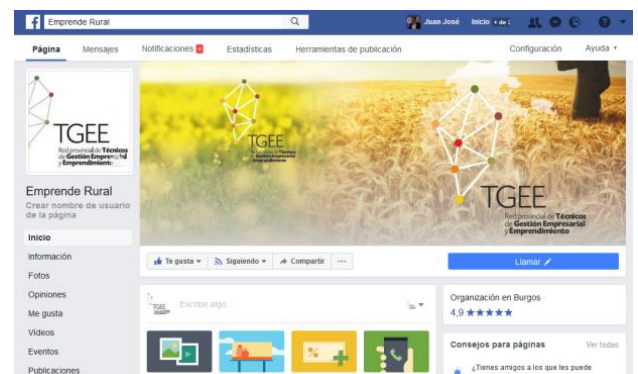 Emprende Rural
Juan José
Inicio
Página
Mensajes
Notificaciones
Estadísticas
Herramientas de publicación
Configuración
Ayuda
TGEE
Red provincial de Técnicos
de Gestión Empresarial
y Emprendimiento
TGEE
TGEE
Red provincial de Técnicos
de Gestión Empresarial
y Emprendimiento
Emprende Rural
Crear nombre de usuario
de la página
Inicio
Información
Fotos
Opiniones
Me gusta
Vídeos
Eventos
Publicaciones
Te gusta
Siguiendo
Compartir
Llamar
TGEE
Escribe algo...
Organización en Burgos
4,9 ★★★★★
Consejos para páginas
Ver todas
¿Tienes amigos a los que les puede